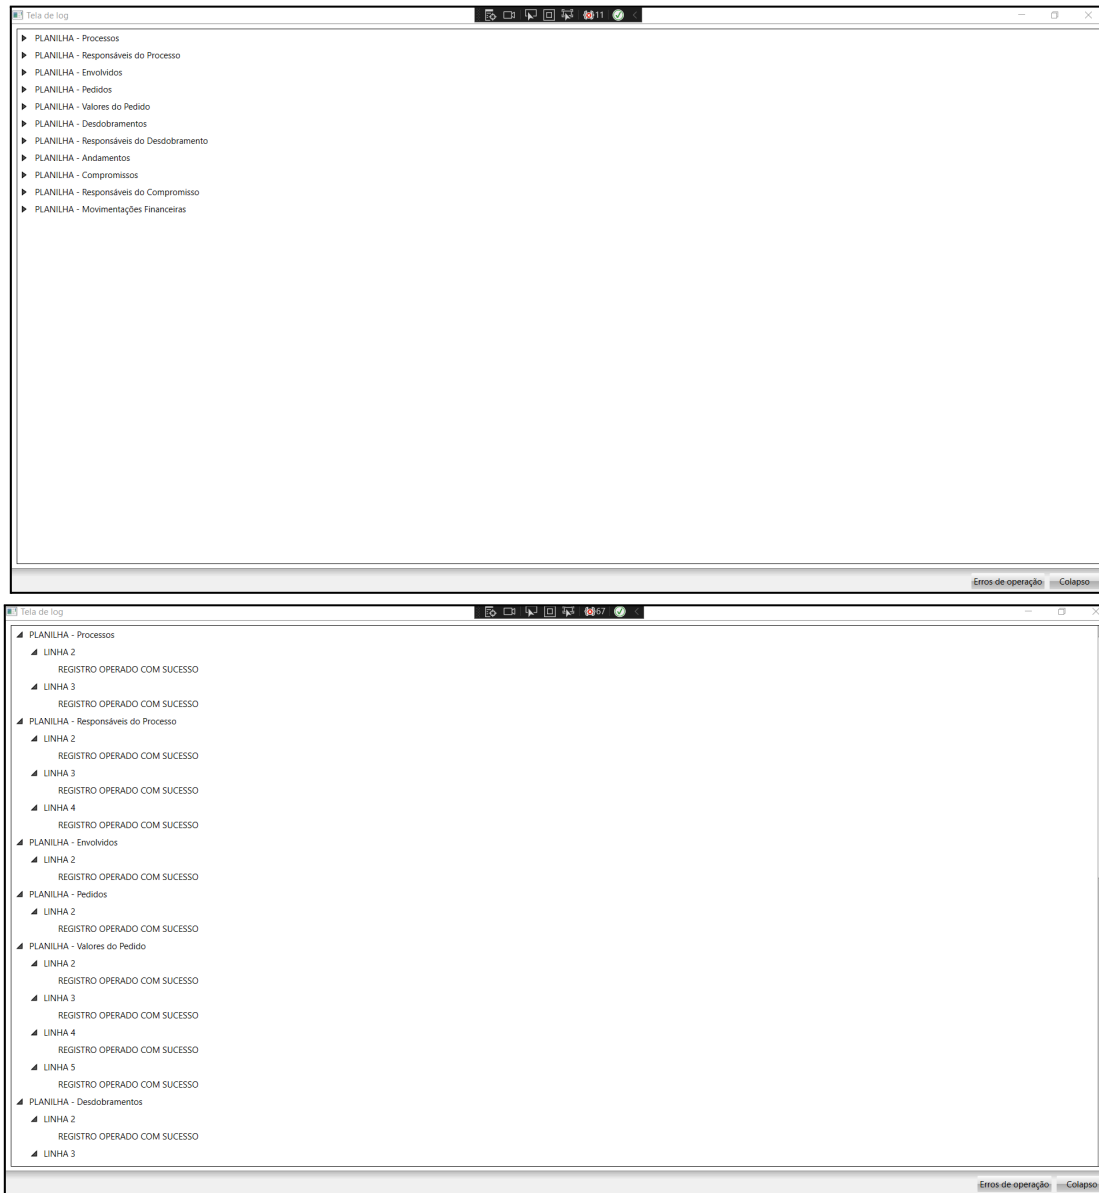 Tela de log
11
PLANILHA - Processos
PLANILHA - Responsáveis do Processo
PLANILHA - Envolvidos
PLANILHA - Pedidos
PLANILHA - Valores do Pedido
PLANILHA - Desdobramentos
PLANILHA - Responsáveis do Desdobramento
PLANILHA - Andamentos
PLANILHA - Compromissos
PLANILHA - Responsáveis do Compromisso
PLANILHA - Movimentações Financeiras
Erros de operação Colapso
Tela de log
67
PLANILHA - Processos
LINHA 2
REGISTRO OPERADO COM SUCESSO
LINHA 3
REGISTRO OPERADO COM SUCESSO
PLANILHA - Responsáveis do Processo
LINHA 2
REGISTRO OPERADO COM SUCESSO
LINHA 3
REGISTRO OPERADO COM SUCESSO
LINHA 4
REGISTRO OPERADO COM SUCESSO
PLANILHA - Envolvidos
LINHA 2
REGISTRO OPERADO COM SUCESSO
PLANILHA - Pedidos
LINHA 2
REGISTRO OPERADO COM SUCESSO
PLANILHA - Valores do Pedido
LINHA 2
REGISTRO OPERADO COM SUCESSO
LINHA 3
REGISTRO OPERADO COM SUCESSO
LINHA 4
REGISTRO OPERADO COM SUCESSO
LINHA 5
REGISTRO OPERADO COM SUCESSO
PLANILHA - Desdobramentos
LINHA 2
REGISTRO OPERADO COM SUCESSO
LINHA 3
Erros de operação Colapso